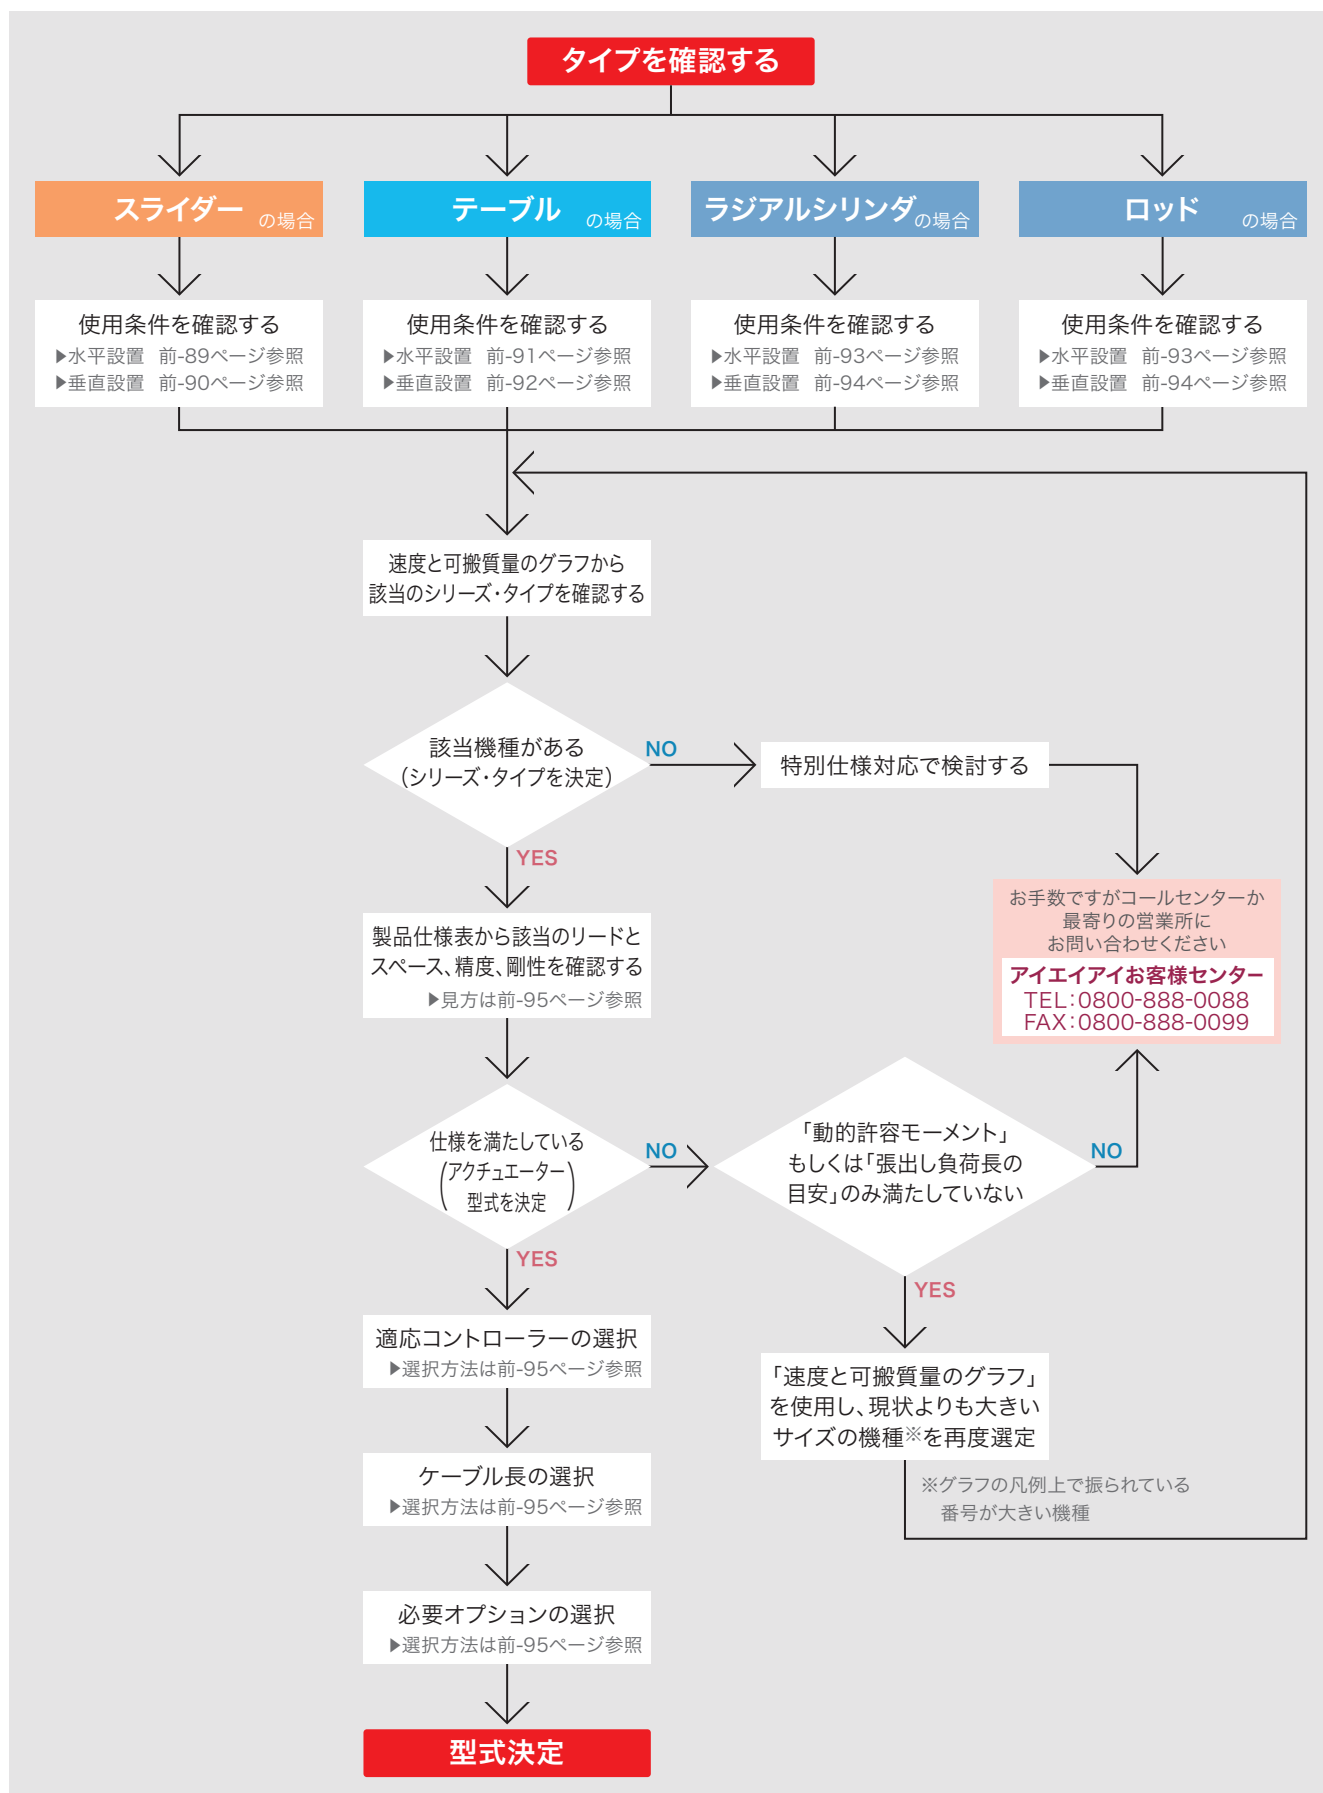 タイプを確認する
スライダー の場合
テーブル の場合
ラジアルシリンダの場合
ロッド の場合
使用条件を確認する
▶水平設置 前-89ページ参照
▶垂直設置 前-90ページ参照
使用条件を確認する
▶水平設置 前-91ページ参照
▶垂直設置 前-92ページ参照
使用条件を確認する
▶水平設置 前-93ページ参照
▶垂直設置 前-94ページ参照
使用条件を確認する
▶水平設置 前-93ページ参照
▶垂直設置 前-94ページ参照
速度と可搬質量のグラフから
該当のシリーズ・タイプを確認する
該当機種がある
（シリーズ・タイプを決定）
NO
特別仕様対応で検討する
YES
お手数ですがコールセンターか
最寄りの営業所に
お問い合わせください
アイエイアイお客様センター
TEL：0800-888-0088
FAX：0800-888-0099
製品仕様表から該当のリードと
スペース、精度、剛性を確認する
▶見方は前-95ページ参照
仕様を満たしている
（アクチュエーター
型式を決定）
NO
「動的許容モーメント」
もしくは「張出し負荷長の
目安」のみ満たしていない
NO
YES
YES
適応コントローラーの選択
▶選択方法は前-95ページ参照
「速度と可搬質量のグラフ」
を使用し、現状よりも大きい
サイズの機種※を再度選定
※グラフの凡例上で振られている
番号が大きい機種
ケーブル長の選択
▶選択方法は前-95ページ参照
必要オプションの選択
▶選択方法は前-95ページ参照
型式決定